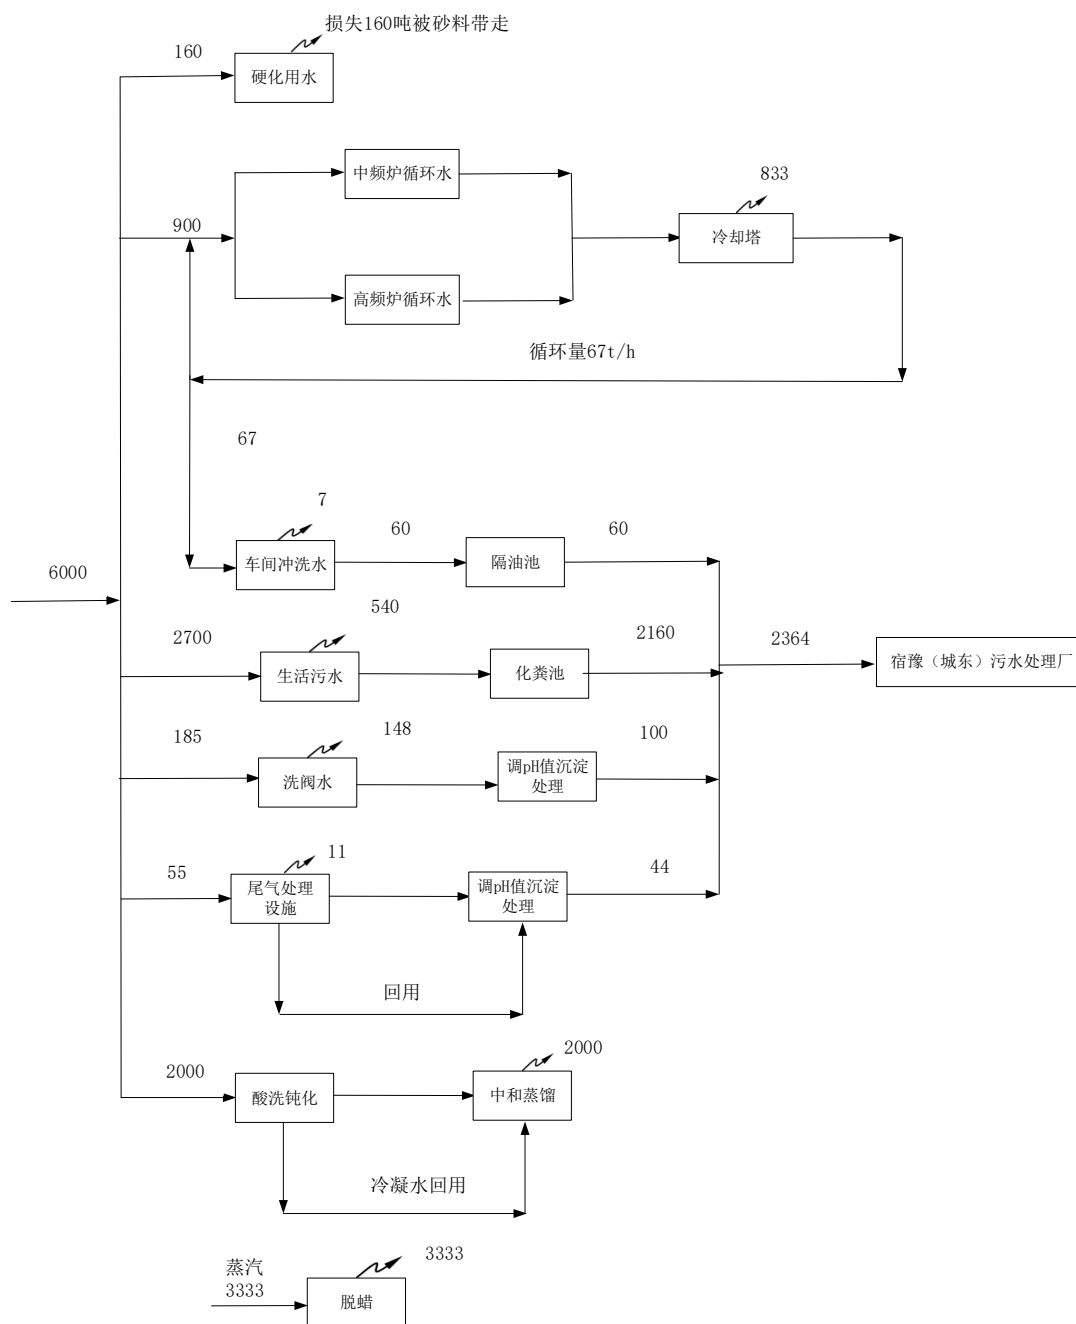 损失160吨被砂料带走
160
硬化用水
中频炉循环水
833
900
冷却塔
高频炉循环水
循环量67t/h
67
7
车间冲洗水
60
隔油池
60
6000
540
2700
生活污水
化粪池
2160
2364
宿豫（城东）污水处理厂
185
148
洗阀水
调pH值沉淀
处理
100
11
55
尾气处理
设施
调pH值沉淀
处理
44
回用
2000
2000
酸洗钝化
中和蒸馏
冷凝水回用
蒸汽
3333
3333
脱蜡